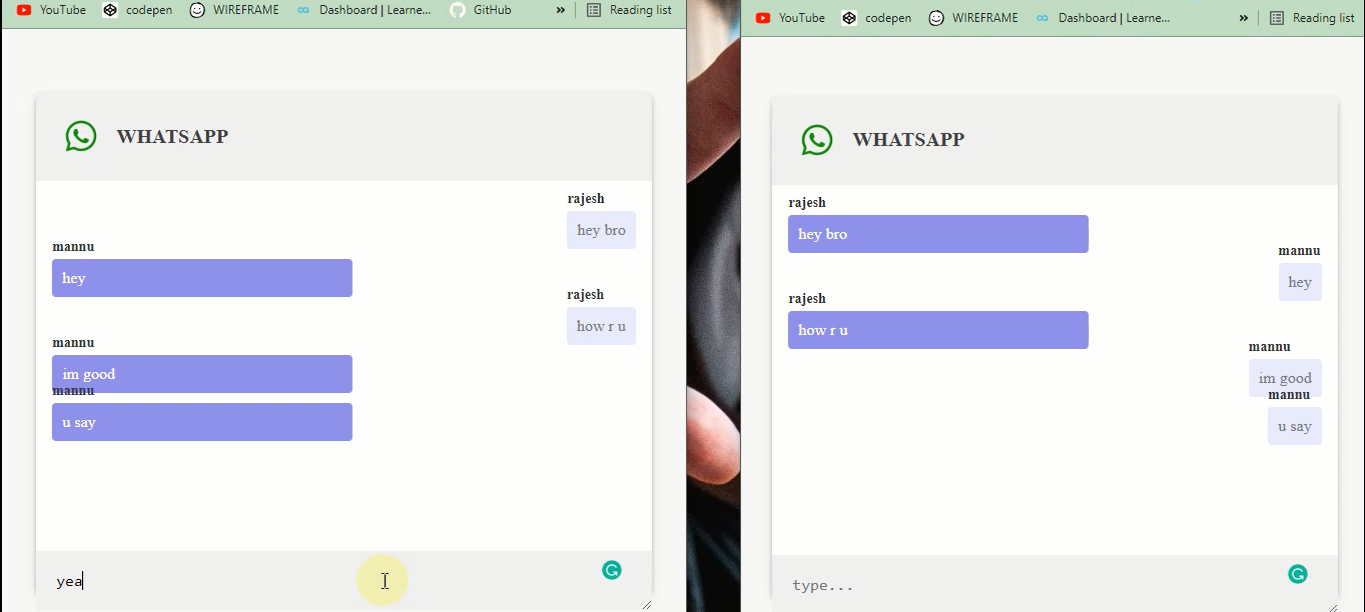 YouTube codepen WIREFRAME Dashboard | Learne... GitHub » Reading list
WHATSAPP
rajesh
hey bro
mannu
hey
rajesh
how r u
mannu
im good
mannu
u say
yea
YouTube codepen WIREFRAME Dashboard | Learne... » Reading list
WHATSAPP
rajesh
hey bro
mannu
hey
rajesh
how r u
mannu
im good
mannu
u say
type...